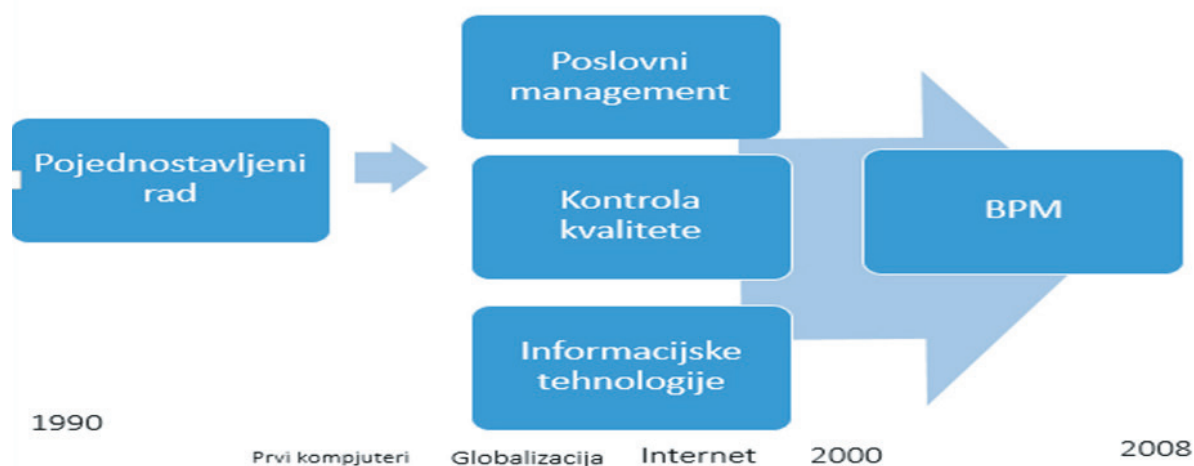 Poslovni
management
Pojednostavljeni
rad
Kontrola
kvalitete
BPM
Informacijske
tehnologije
1990
Prvi kompjuteri Globalizacija Internet 2000 2008